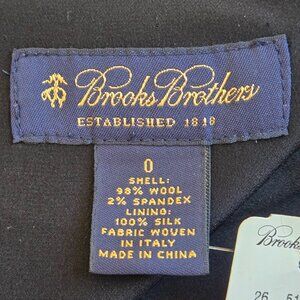 Brooks Brothers
ESTABLISHED 1818
0
SHELL:
98% WOOL
2% SPANDEX
LINING:
100% SILK
FABRIC WOVEN
IN ITALY
MADE IN CHINA
Brooks
26